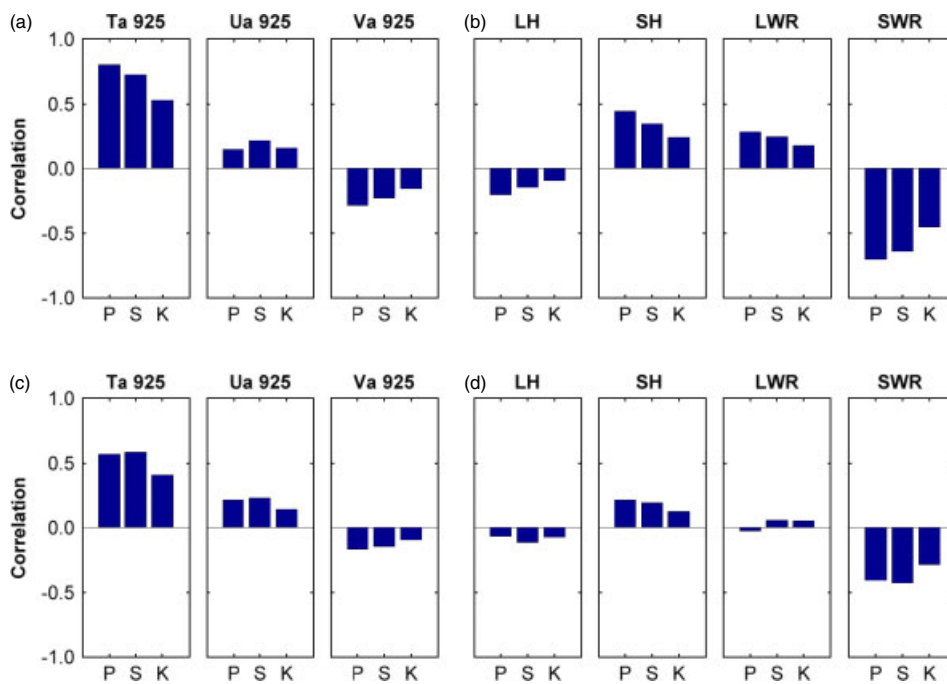 (a) Ta 925 Ua 925 Va 925 (b) LH SH LWR SWR
1.0
0.5
0.0
-0.5
-1.0
Correlation
P S K P S K P S K P S K P S K P S K P S K
(c) Ta 925 Ua 925 Va 925 (d) LH SH LWR SWR
1.0
0.5
0.0
-0.5
-1.0
Correlation
P S K P S K P S K P S K P S K P S K P S K